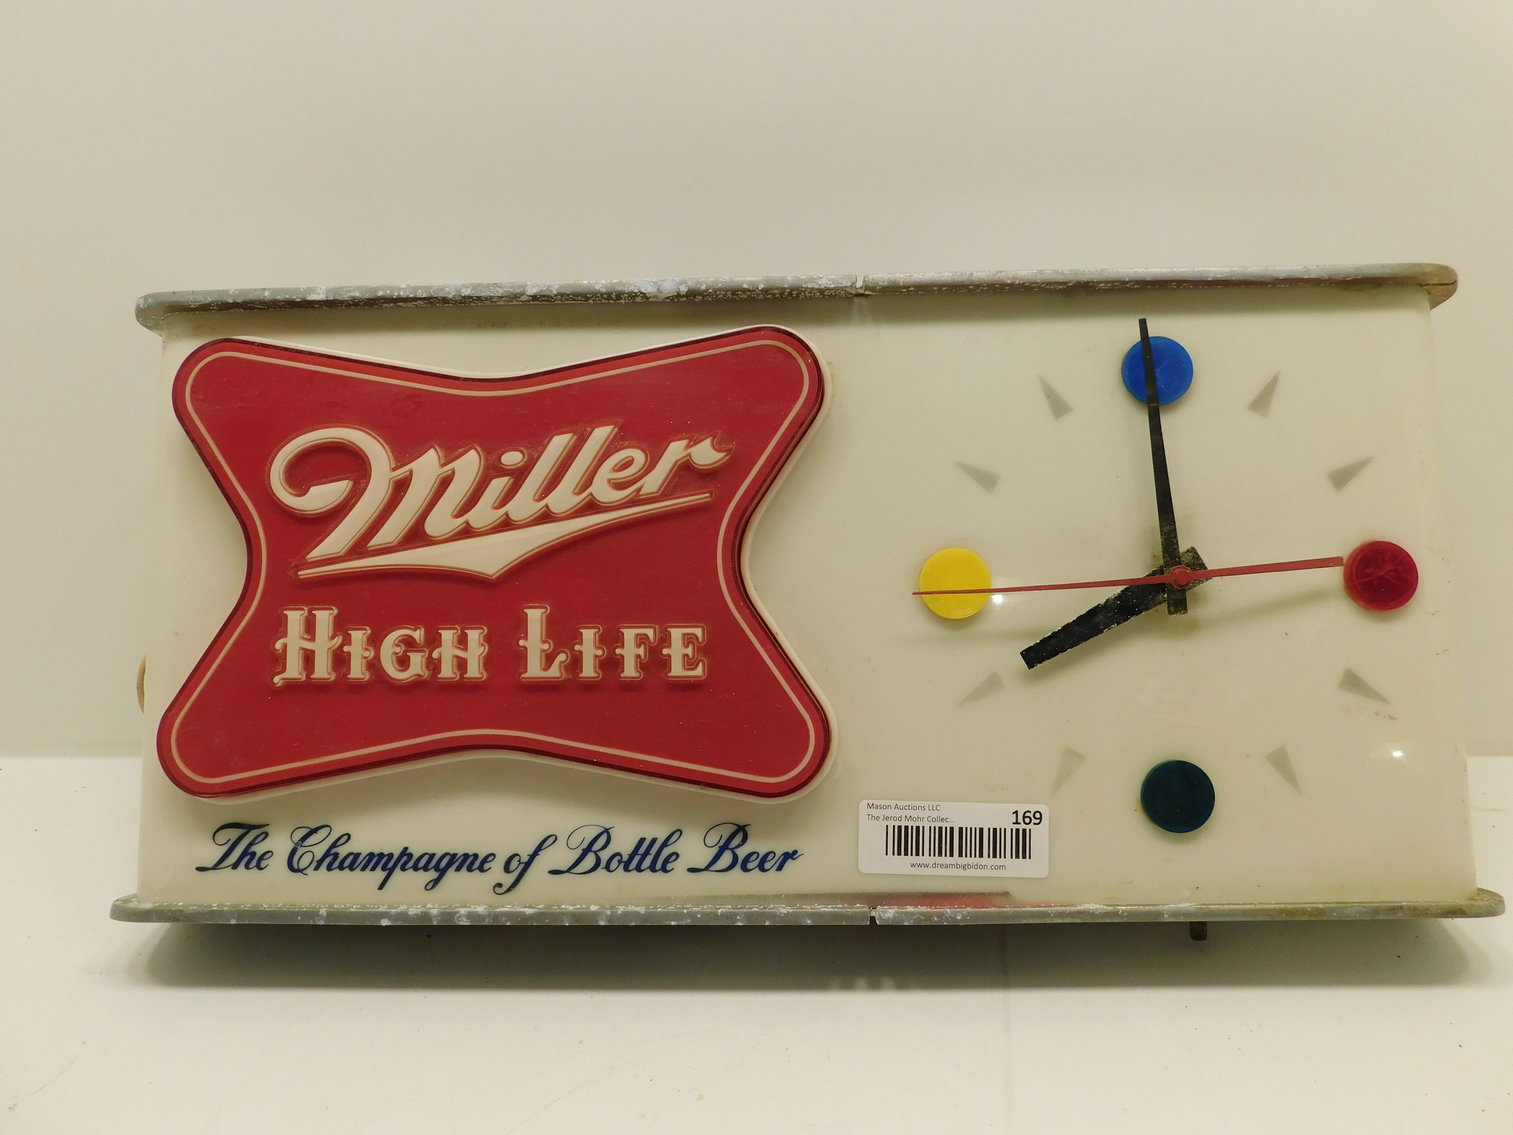 Miller
HIGH LIFE
The Champagne of Bottle Beer
Mason Auctions LLC
The Jerod Mohr Collec...
169
www.dreambigbidon.com